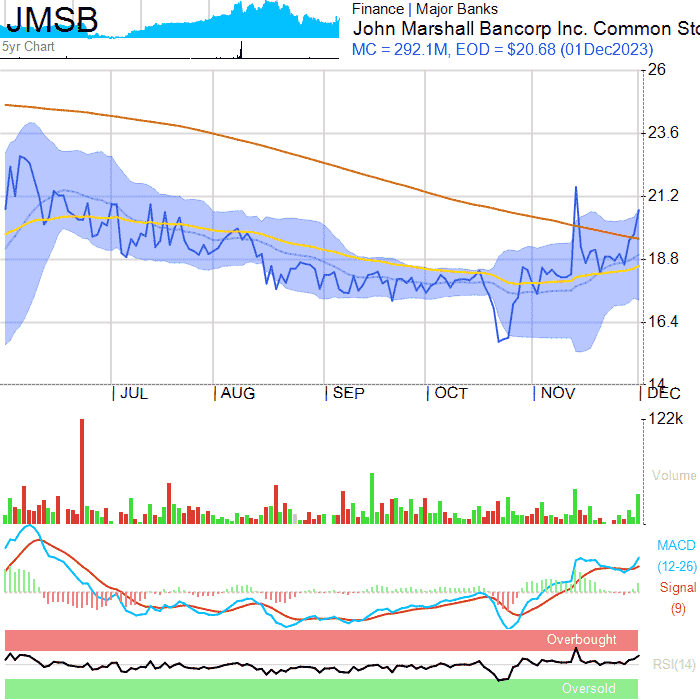 JMSB
5yr Chart
Finance | Major Banks
John Marshall Bancorp Inc. Common Sto
MC = 292.1M, EOD = $20.68 (01Dec2023)
26
23.6
21.2
18.8
16.4
14
JUL
AUG
SEP
OCT
NOV
DEC
122k
Volume
MACD
(12-26)
Signal
(9)
Overbought
RSI(14)
Oversold